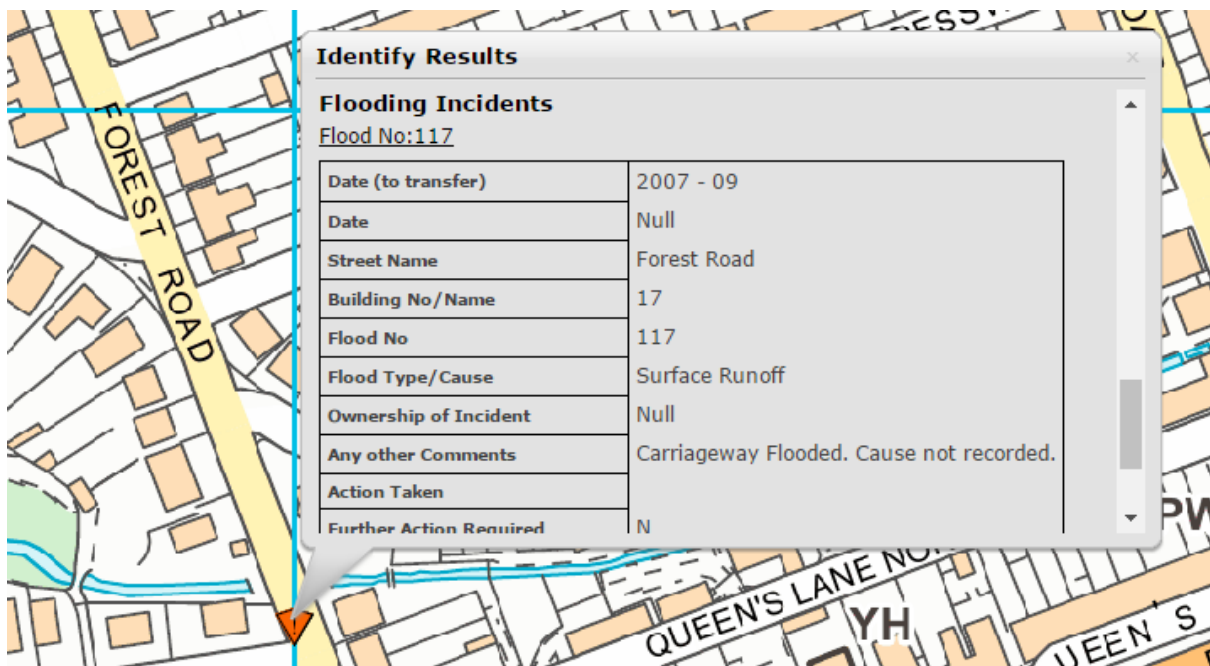 Identify Results
×
Flooding Incidents
Flood No:117
Date (to transfer) 2007 - 09
Date Null
Street Name Forest Road
Building No/Name 17
Flood No 117
Flood Type/Cause Surface Runoff
Ownership of Incident Null
Any other Comments Carriageway Flooded. Cause not recorded.
Action Taken
Further Action Required N
FOREST ROAD
QUEEN'S LANE NO
YH
UEEN'S
PW